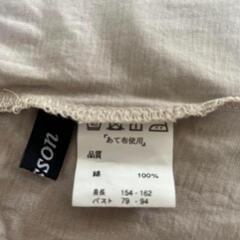 sson
「あて布使用」
品質
綿 100%
身長 154 - 162
バスト 79 - 94